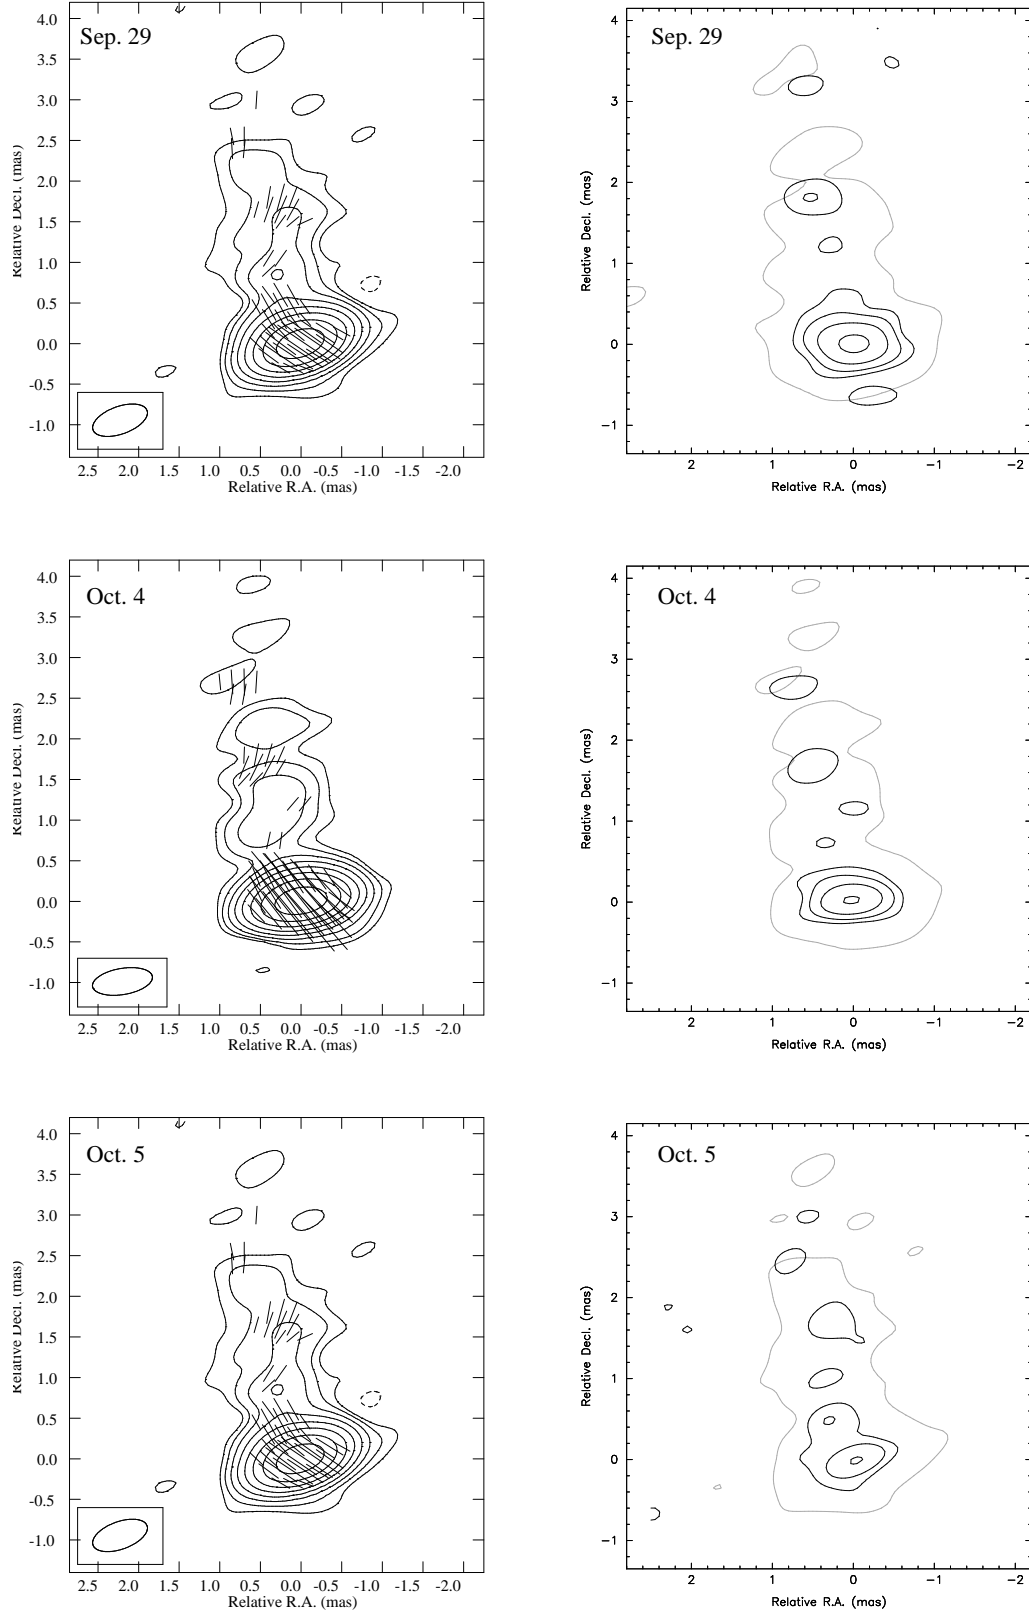 Sep. 29
4.0
3.5
3.0
2.5
2.0
1.5
1.0
0.5
0.0
-0.5
-1.0
Relative Decl. (mas)
2.5 2.0 1.5 1.0 0.5 0.0 -0.5 -1.0 -1.5 -2.0
Relative R.A. (mas)
Sep. 29
4
3
2
1
0
−1
Relative Decl. (mas)
2 1 0 −1 −2
Relative R.A. (mas)
Oct. 4
4.0
3.5
3.0
2.5
2.0
1.5
1.0
0.5
0.0
-0.5
-1.0
Relative Decl. (mas)
2.5 2.0 1.5 1.0 0.5 0.0 -0.5 -1.0 -1.5 -2.0
Relative R.A. (mas)
Oct. 4
4
3
2
1
0
−1
Relative Decl. (mas)
2 1 0 −1 −2
Relative R.A. (mas)
Oct. 5
4.0
3.5
3.0
2.5
2.0
1.5
1.0
0.5
0.0
-0.5
-1.0
Relative Decl. (mas)
2.5 2.0 1.5 1.0 0.5 0.0 -0.5 -1.0 -1.5 -2.0
Relative R.A. (mas)
Oct. 5
4
3
2
1
0
−1
Relative Decl. (mas)
2 1 0 −1 −2
Relative R.A. (mas)